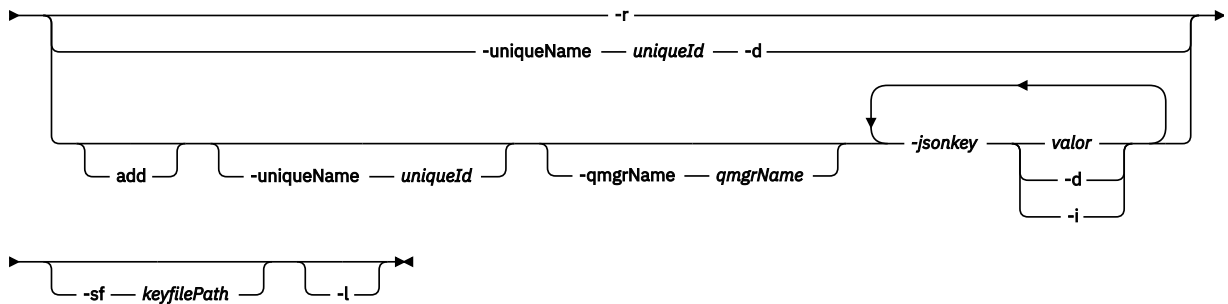 -r
-uniqueName uniqueId -d
-jsonkey valor
add -uniqueName uniqueId -qmgrName qmgrName -d
-i
-sf keyfilePath -l